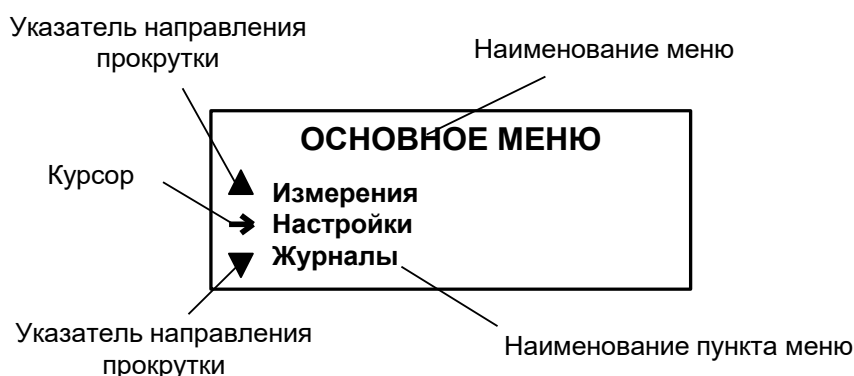 Указатель направления
прокрутки
Наименование меню
ОСНОВНОЕ МЕНЮ
Курсор
Измерения
Настройки
Журналы
Указатель направления
прокрутки
Наименование пункта меню